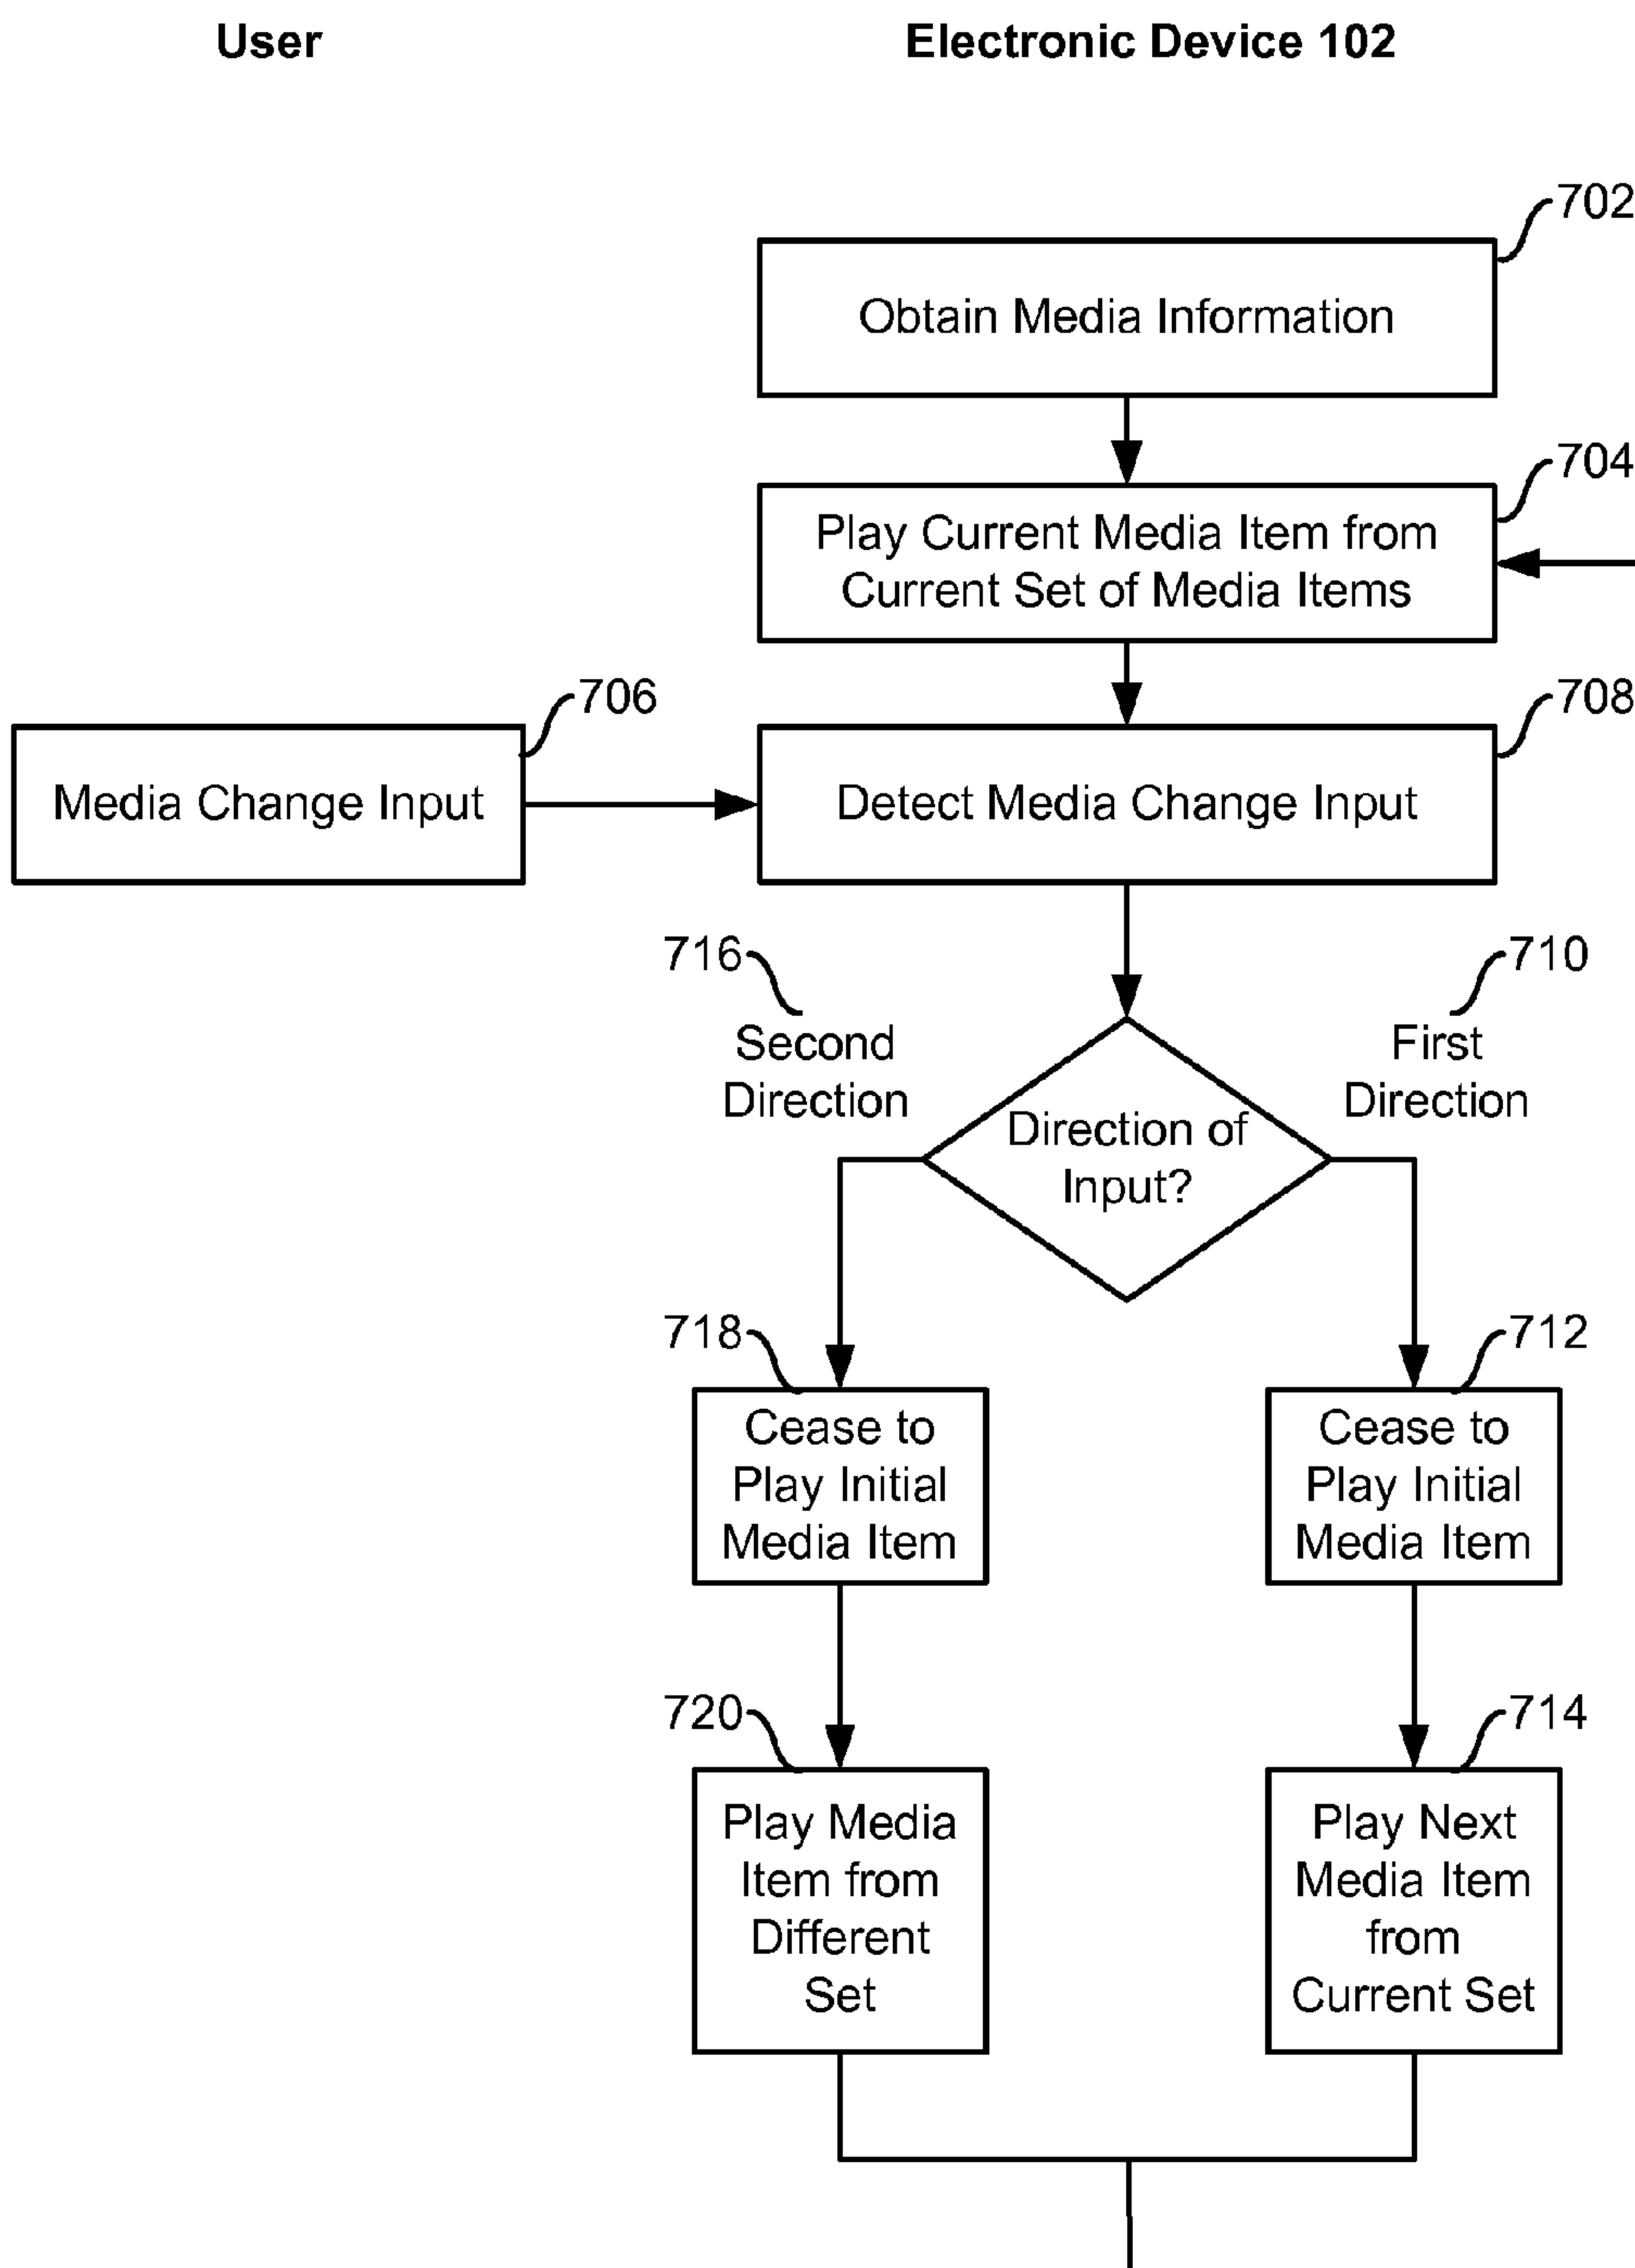 User
Electronic Device 102
702
Obtain Media Information
704
Play Current Media Item from
Current Set of Media Items
706
708
Media Change Input
Detect Media Change Input
716
710
Second
Direction
First
Direction
Direction of
Input?
718
712
Cease to
Play Initial
Media Item
Cease to
Play Initial
Media Item
720
714
Play Media
Item from
Different
Set
Play Next
Media Item
from
Current Set